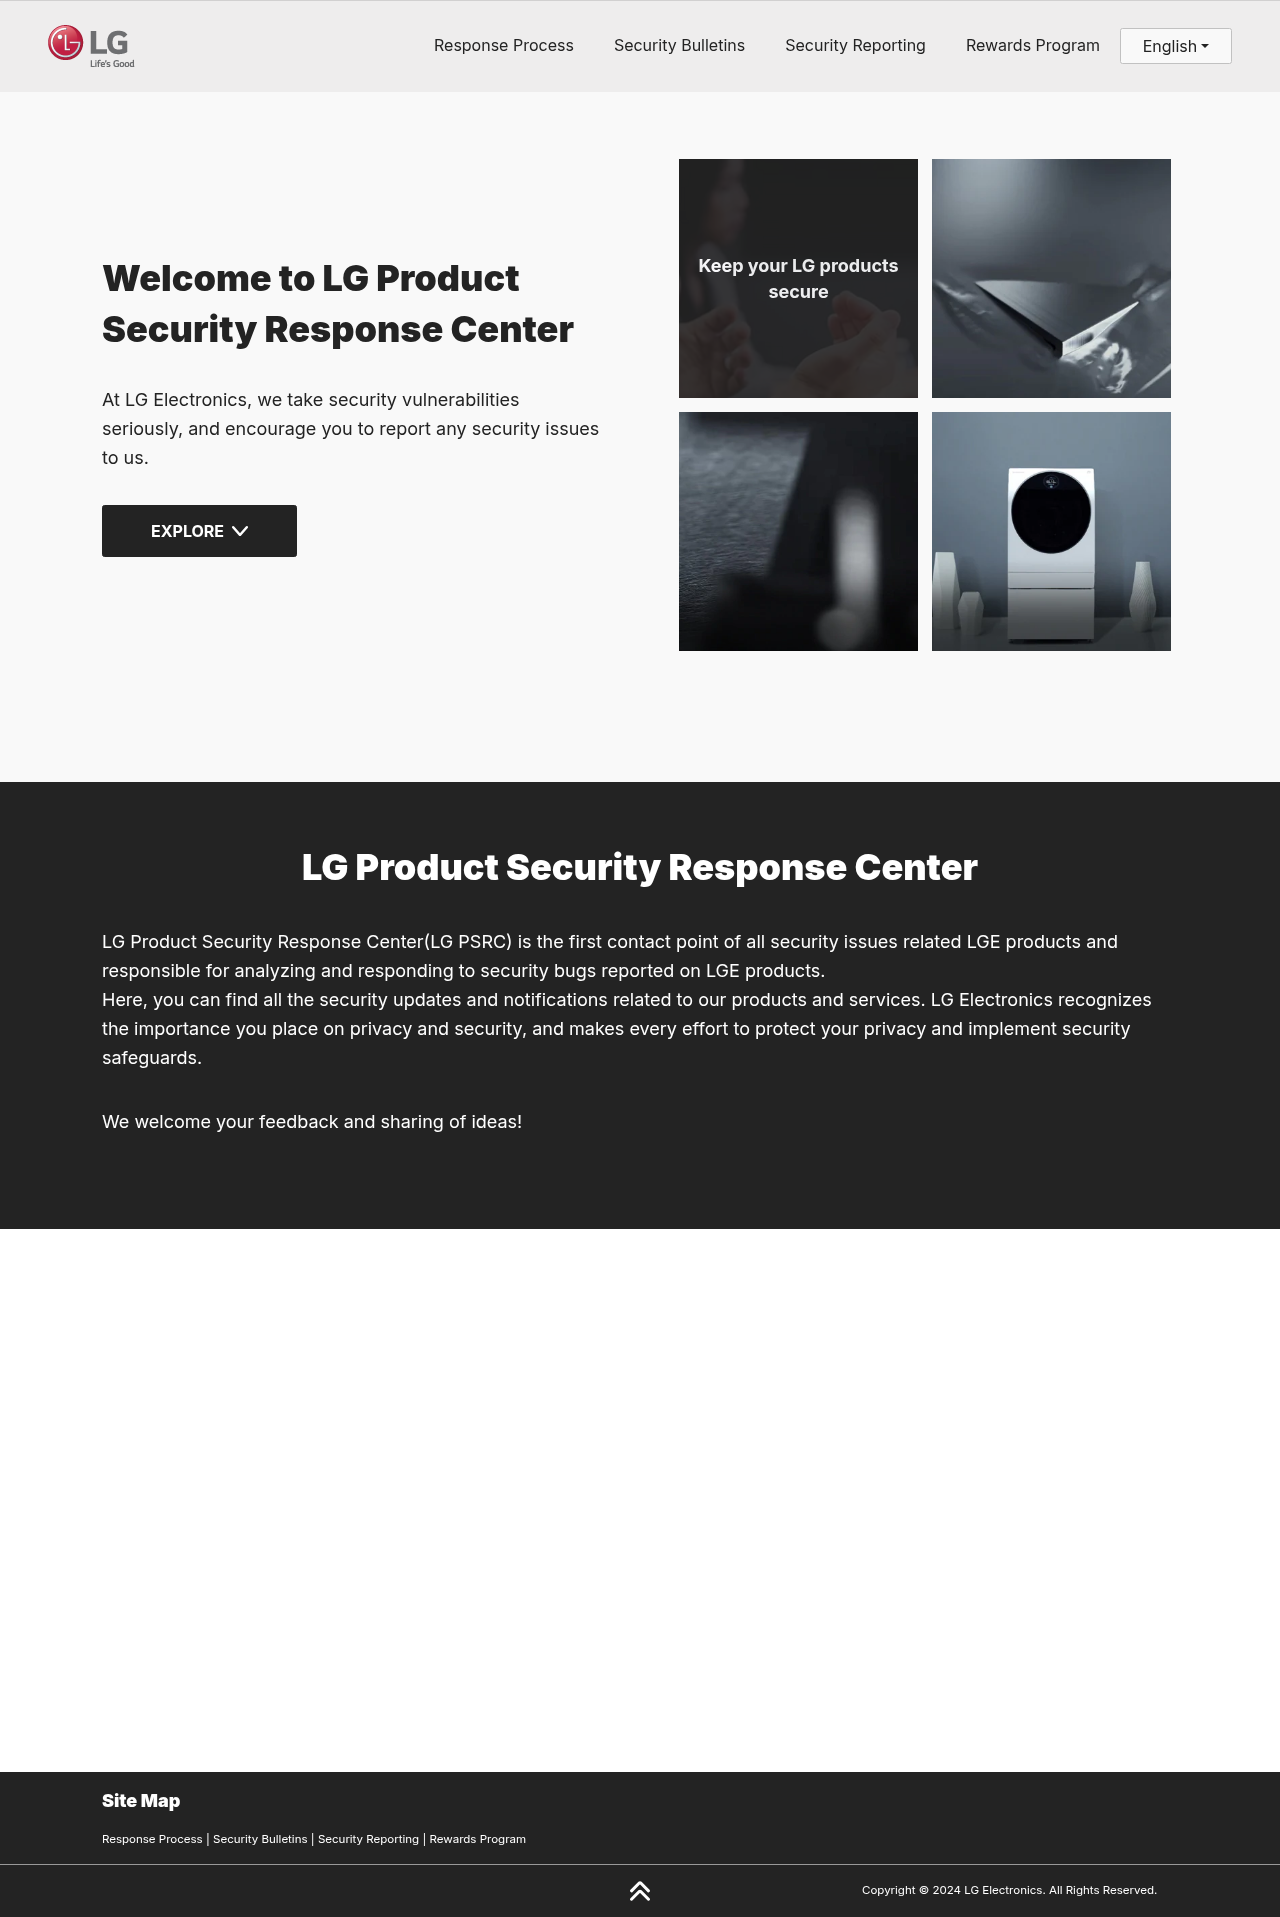 LG
Life's Good
Response Process
Security Bulletins
Security Reporting
Rewards Program
English
Welcome to LG Product
Security Response Center
At LG Electronics, we take security vulnerabilities
seriously, and encourage you to report any security issues
to us.
EXPLORE
Keep your LG products
secure
LG Product Security Response Center
LG Product Security Response Center(LG PSRC) is the first contact point of all security issues related LGE products and
responsible for analyzing and responding to security bugs reported on LGE products.
Here, you can find all the security updates and notifications related to our products and services. LG Electronics recognizes
the importance you place on privacy and security, and makes every effort to protect your privacy and implement security
safeguards.
We welcome your feedback and sharing of ideas!
Site Map
Response Process | Security Bulletins | Security Reporting | Rewards Program
Copyright © 2024 LG Electronics. All Rights Reserved.